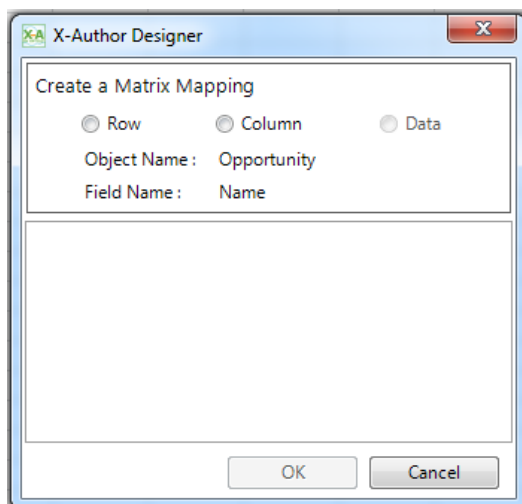 X-A X-Author Designer X
Create a Matrix Mapping
Row Column Data
Object Name : Opportunity
Field Name : Name
OK Cancel